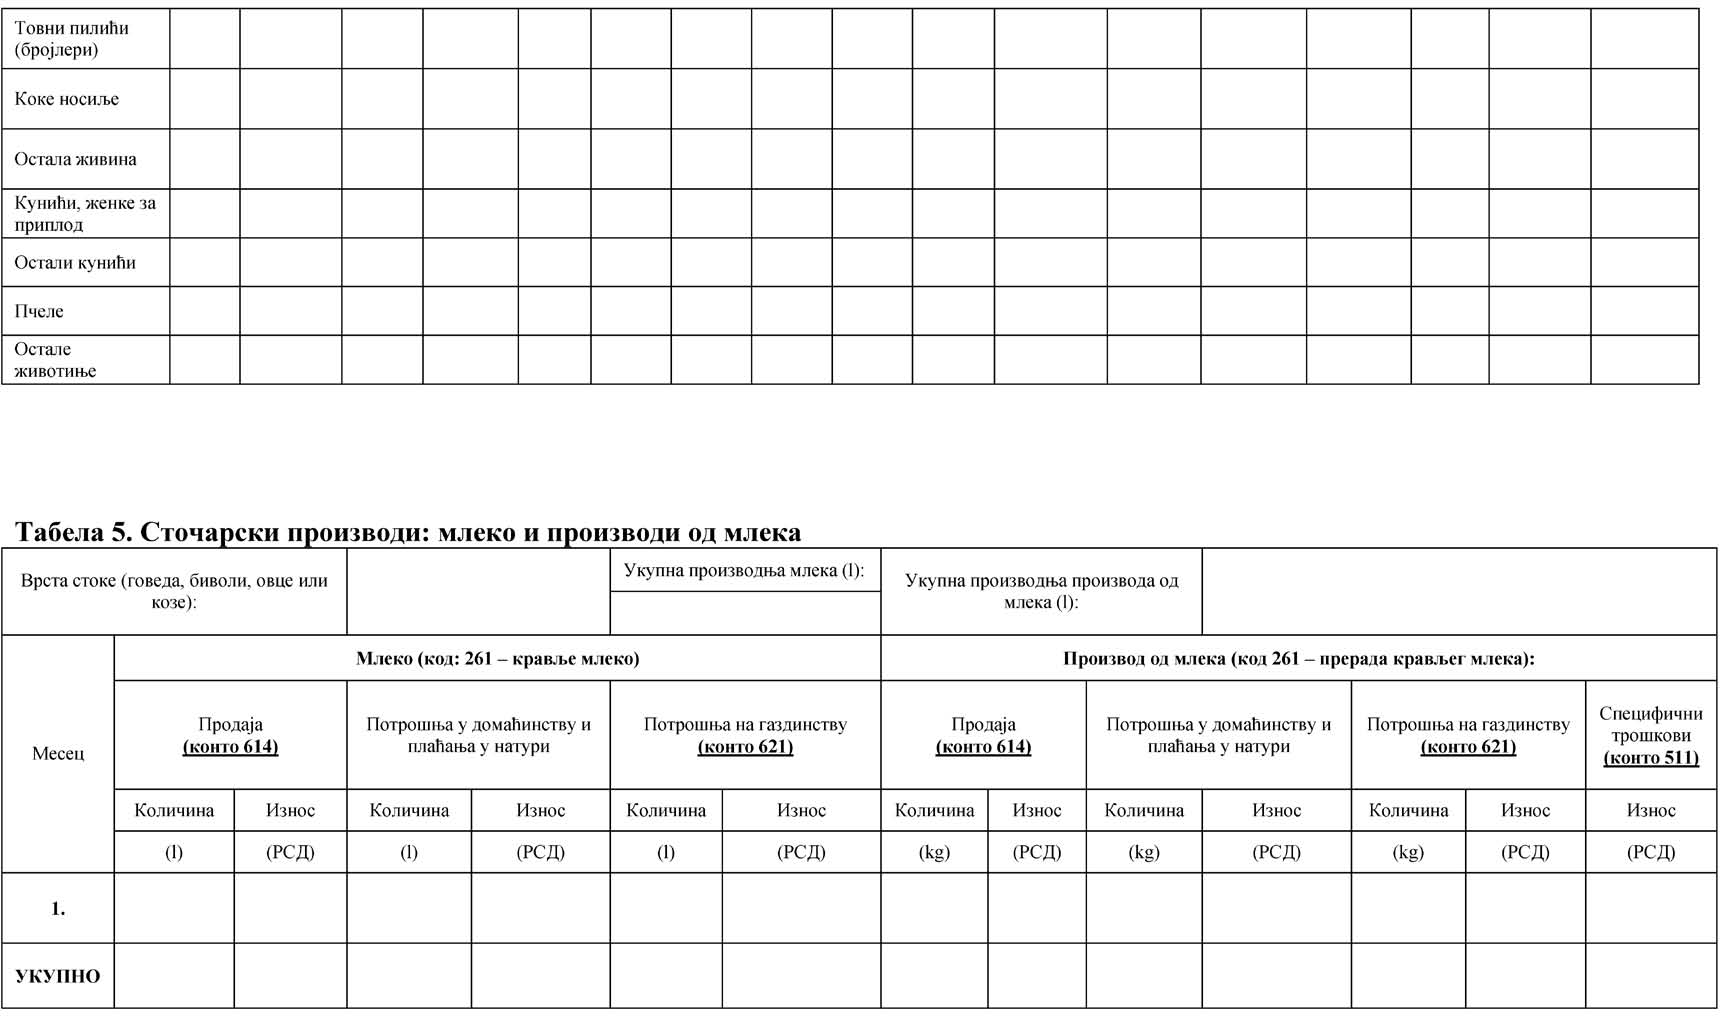 Товни пилићи
(бројлери)
Коке носиље
Остала живина
Кунићи, женке за
приплод
Остали кунићи
Пчеле
Остале
животиње
Табела 5. Сточарски производи: млеко и производи од млека
Врста стоке (говеда, биволи, овце или
козе):
Укупна производња млека (l):
Укупна производња производа од
млека (l):
Месец
Млеко (код: 261 – кравље млеко)
Производ од млека (код 261 – прерада крављег млека):
Продаја
(конто 614)
Потрошња у домаћинству и
плаћања у натури
Потрошња на газдинству
(конто 621)
Продаја
(конто 614)
Потрошња у домаћинству и
плаћања у натури
Потрошња на газдинству
(конто 621)
Специфични
трошкови
(конто 511)
Количина Износ Количина Износ Количина Износ Количина Износ Количина Износ Количина Износ Износ
(l) (РСД) (l) (РСД) (l) (РСД) (kg) (РСД) (kg) (РСД) (kg) (РСД) (РСД)
1.
УКУПНО